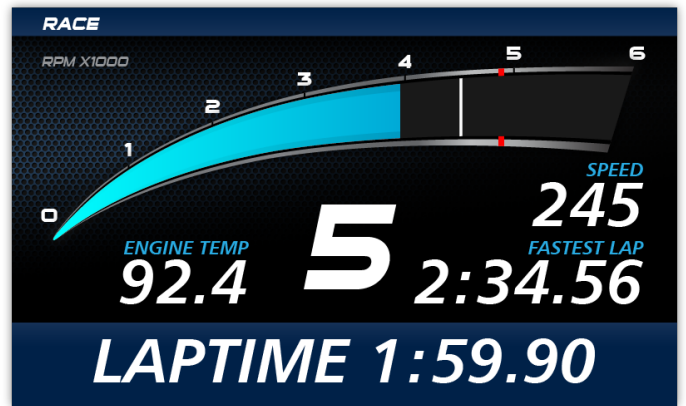 RACE
RPM X1000
0 1 2 3 4 5 6
SPEED
245
ENGINE TEMP
92.4
5
FASTEST LAP
2:34.56
LAPTIME 1:59.90